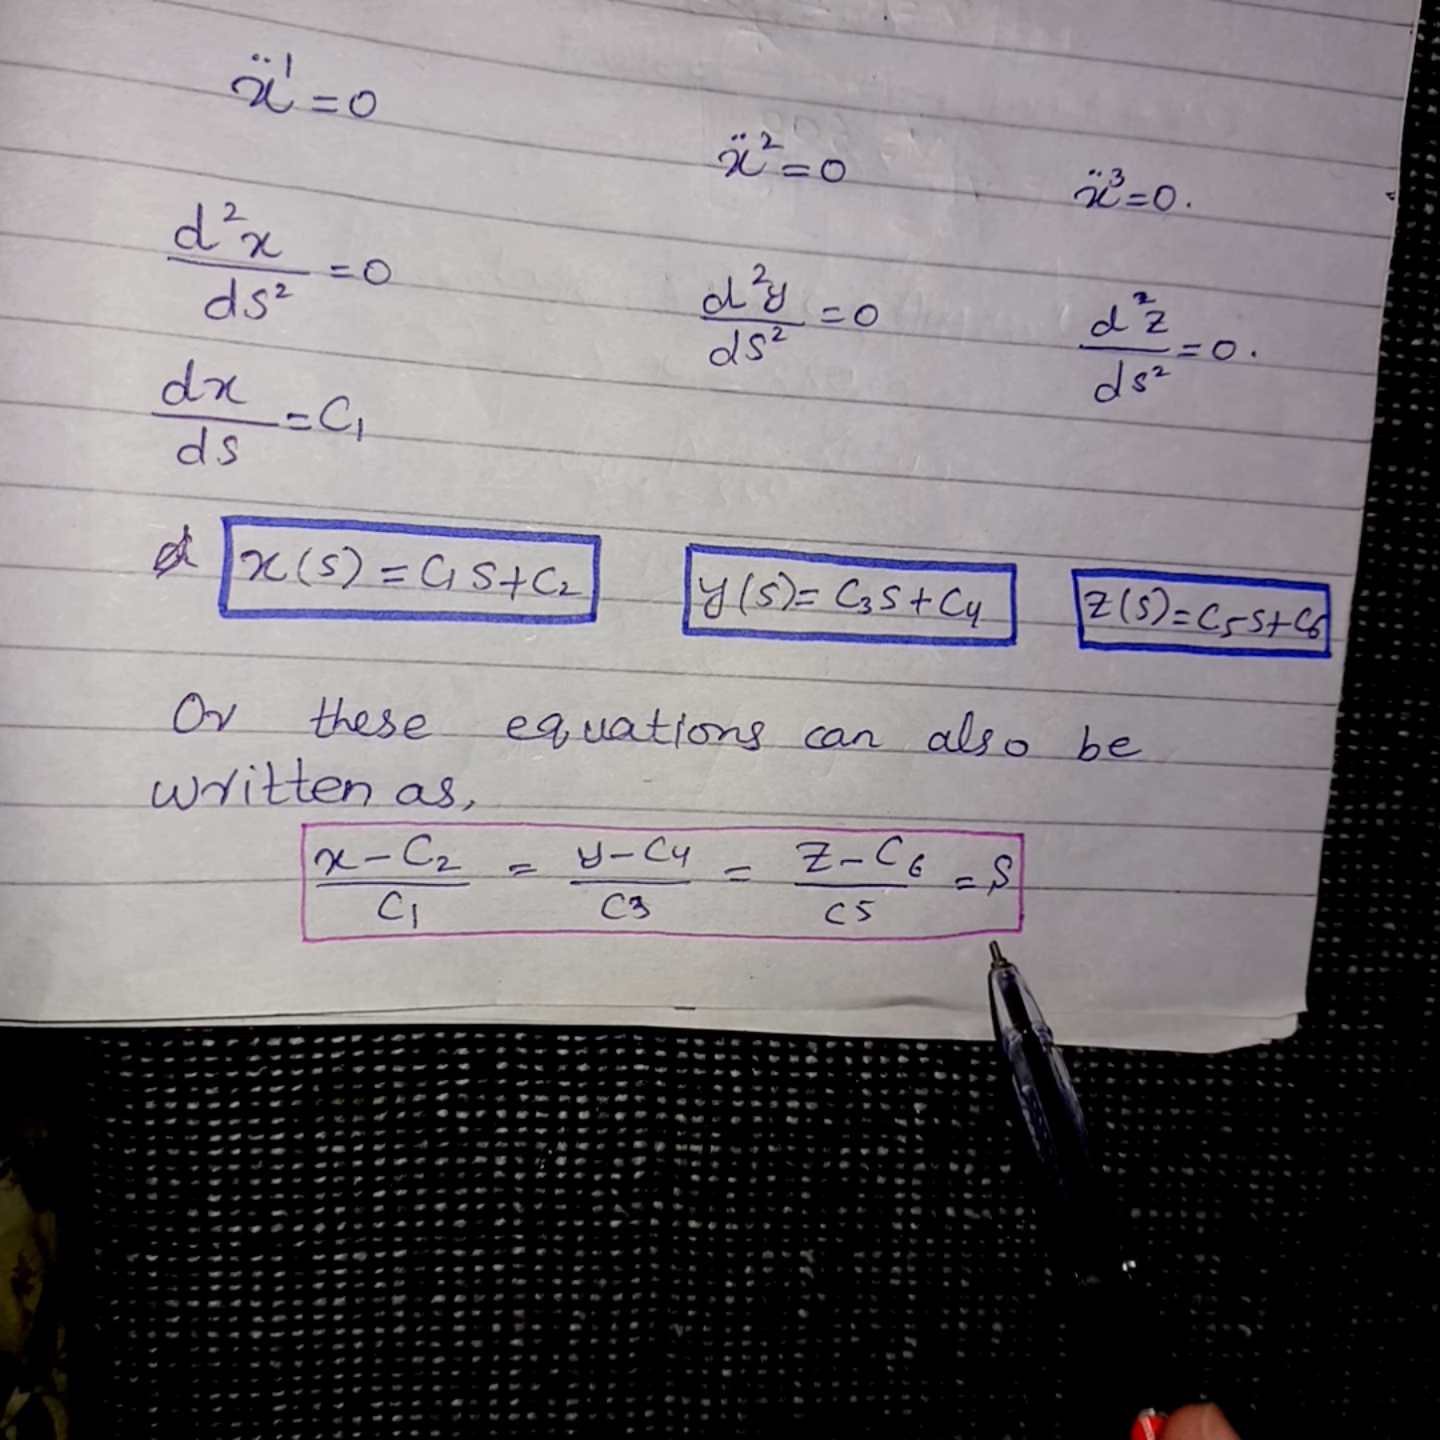 ẍ¹=0
ẍ²=0
ẍ³=0.
d²x/ds² =0
d²y/ds² =0
d²z/ds² =0.
dx/ds =C₁
x(s) = C₁s+C₂
y(s)= C₃s+C₄
z(s)=C₅s+C₆
Or these equations can also be
written as,
x-C₂/C₁ = y-C₄/C₃ = z-C₆/C₅ =S